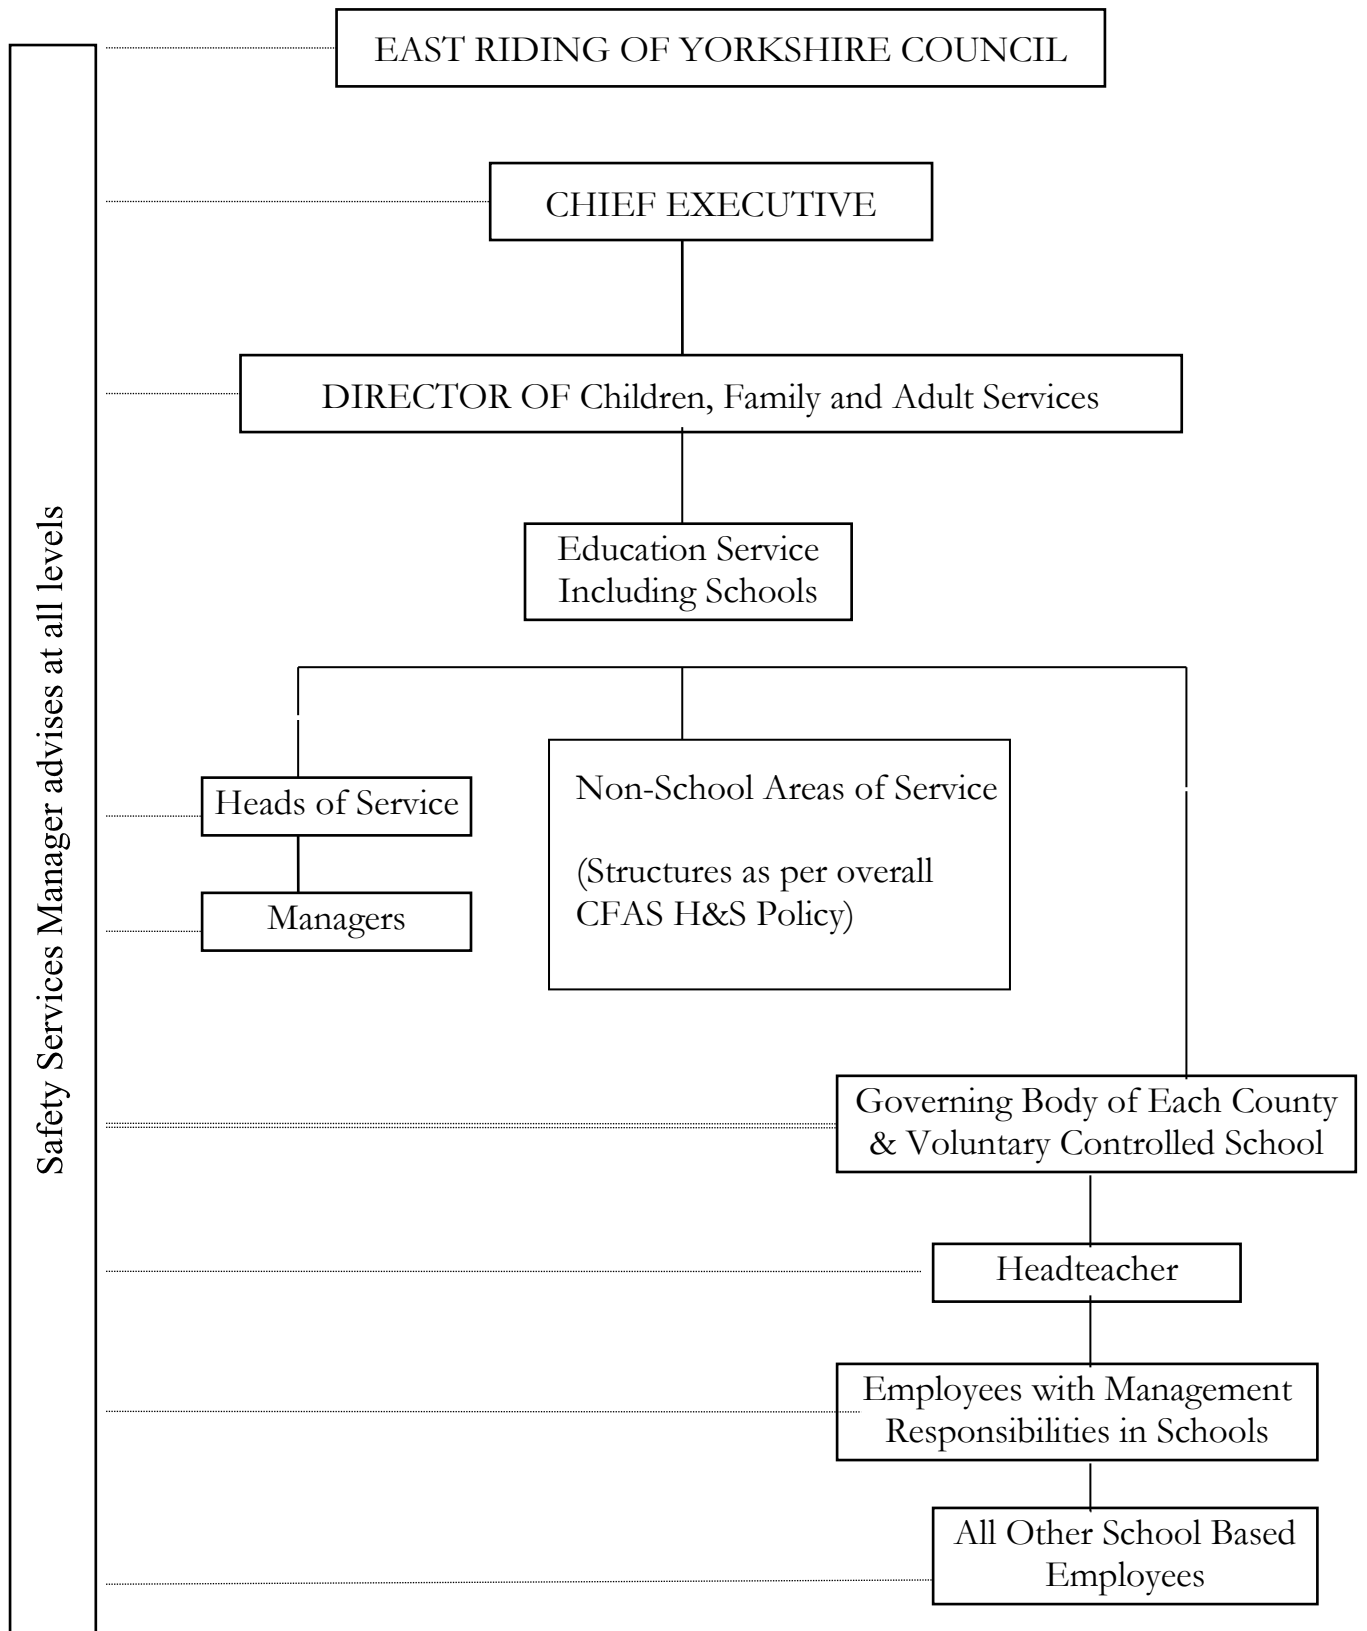 EAST RIDING OF YORKSHIRE COUNCIL
CHIEF EXECUTIVE
DIRECTOR OF Children, Family and Adult Services
Education Service
Including Schools
Safety Services Manager advises at all levels
Heads of Service
Managers
Non-School Areas of Service
(Structures as per overall
CFAS H&S Policy)
Governing Body of Each County
& Voluntary Controlled School
Headteacher
Employees with Management
Responsibilities in Schools
All Other School Based
Employees